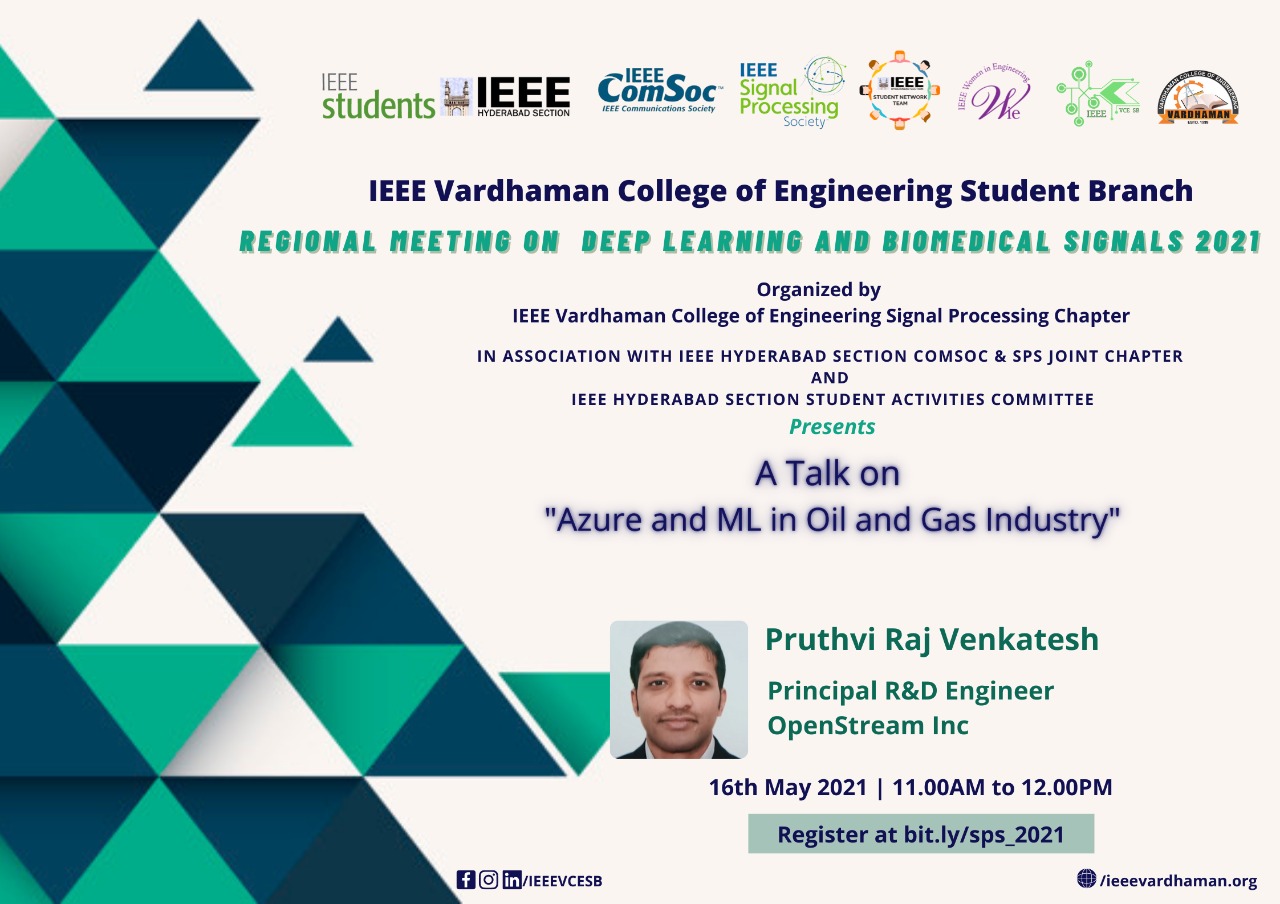 IEEE
students
IEEE
HYDERABAD SECTION
IEEE
ComSoc™
IEEE Communications Society
IEEE
Signal
Processing
Society
IEEE
STUDENT NETWORK
TEAM
IEEE Women in Engineering
Wie
IEEE
VCE SB
VARDHAMAN COLLEGE OF ENGINEERING
VARDHAMAN
IEEE Vardhaman College of Engineering Student Branch
REGIONAL MEETING ON DEEP LEARNING AND BIOMEDICAL SIGNALS 2021
Organized by
IEEE Vardhaman College of Engineering Signal Processing Chapter
IN ASSOCIATION WITH IEEE HYDERABAD SECTION COMSOC & SPS JOINT CHAPTER
AND
IEEE HYDERABAD SECTION STUDENT ACTIVITIES COMMITTEE
Presents
A Talk on
"Azure and ML in Oil and Gas Industry"
Pruthvi Raj Venkatesh
Principal R&D Engineer
OpenStream Inc
16th May 2021 | 11.00AM to 12.00PM
Register at bit.ly/sps_2021
/IEEEVCESB
/ieeevardhaman.org